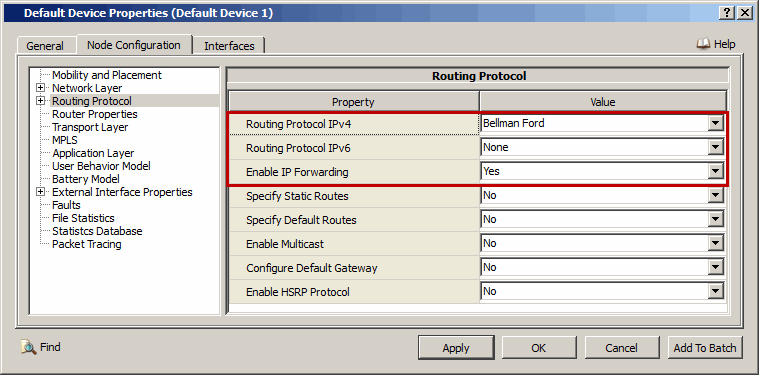 Default Device Properties (Default Device 1)
General Node Configuration Interfaces Help
Mobility and Placement
Network Layer
Routing Protocol
Router Properties
Transport Layer
MPLS
Application Layer
User Behavior Model
Battery Model
External Interface Properties
Faults
File Statistics
Statistcs Database
Packet Tracing
Routing Protocol
Property Value
Routing Protocol IPv4 Bellman Ford
Routing Protocol IPv6 None
Enable IP Forwarding Yes
Specify Static Routes No
Specify Default Routes No
Enable Multicast No
Configure Default Gateway No
Enable HSRP Protocol No
Find Apply OK Cancel Add To Batch